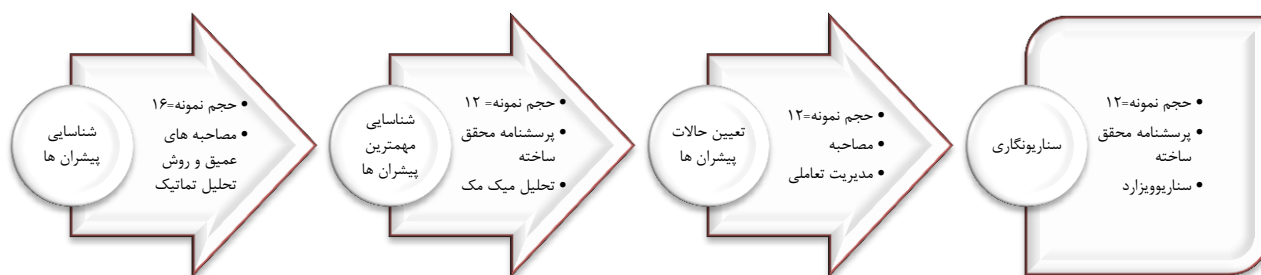 شناسایی
پیشران ها
• حجم نمونه=۱۶
• مصاحبه های
عمیق و روش
تحلیل تماتیک
شناسایی
مهمترین
پیشران ها
• حجم نمونه= ۱۲
• پرسشنامه محقق
ساخته
• تحلیل میک مک
تعیین حالات
پیشران ها
• حجم نمونه=۱۲
• مصاحبه
• مدیریت تعاملی
سناریونگاری
• حجم نمونه=۱۲
• پرسشنامه محقق
ساخته
• سناریوویزارد